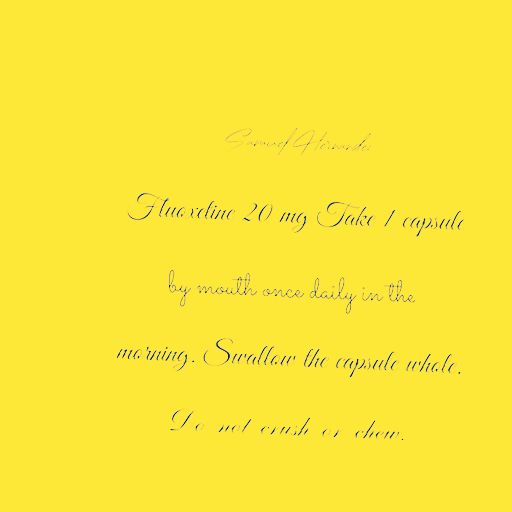 Samuel Hernandez
Fluoxetine 20 mg Take 1 capsule
by mouth once daily in the
morning. Swallow the capsule whole.
Do not crush or chew.